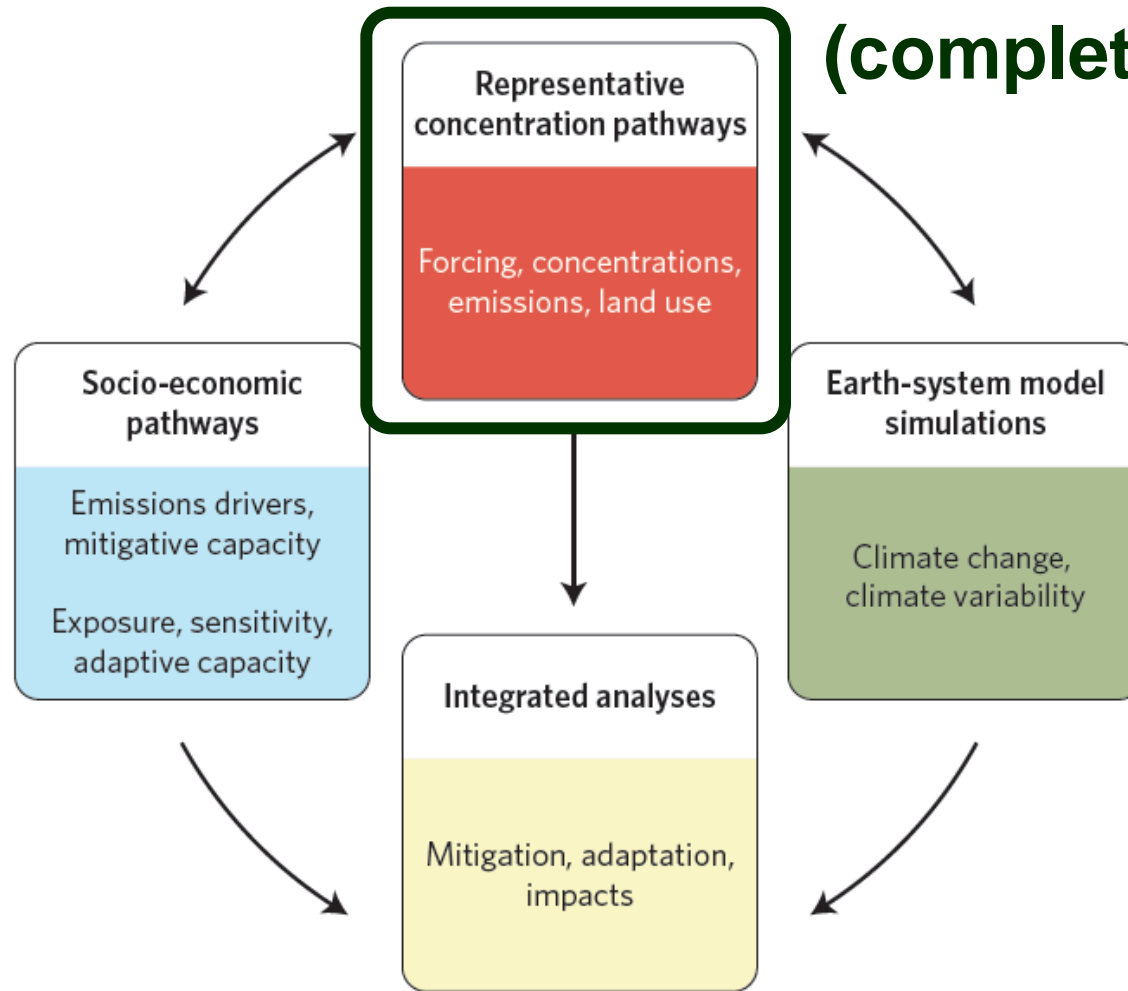 (complet
Representative
concentration pathways
Forcing, concentrations,
emissions, land use
Socio-economic
pathways
Emissions drivers,
mitigative capacity
Exposure, sensitivity,
adaptive capacity
Earth-system model
simulations
Climate change,
climate variability
Integrated analyses
Mitigation, adaptation,
impacts